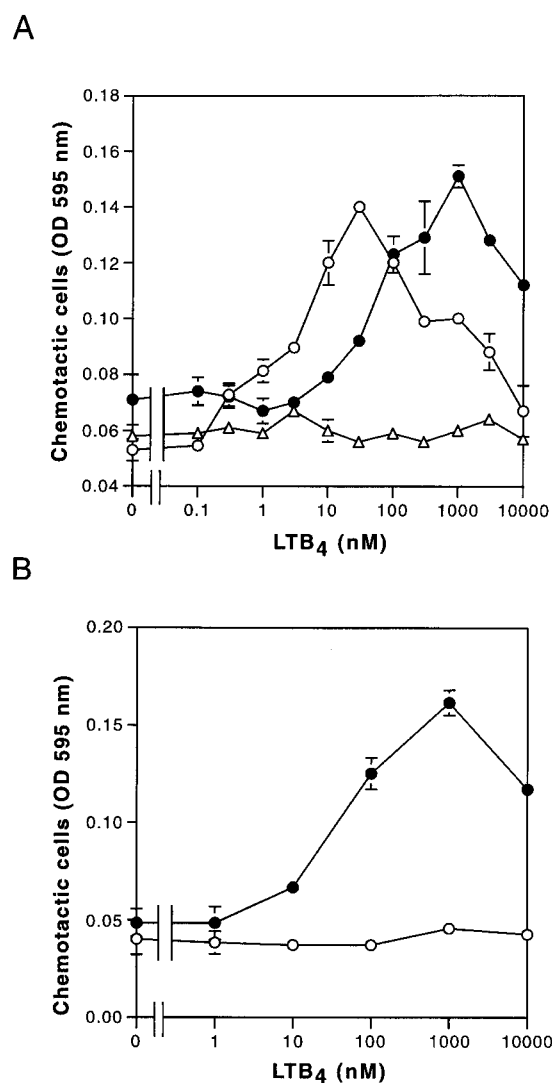 A
Chemotactic cells (OD 595 nm)
0.18
0.16
0.14
0.12
0.10
0.08
0.06
0.04
0 0.1 1 10 100 1000 10000
LTB4 (nM)
B
Chemotactic cells (OD 595 nm)
0.20
0.15
0.10
0.05
0.00
0 1 10 100 1000 10000
LTB4 (nM)